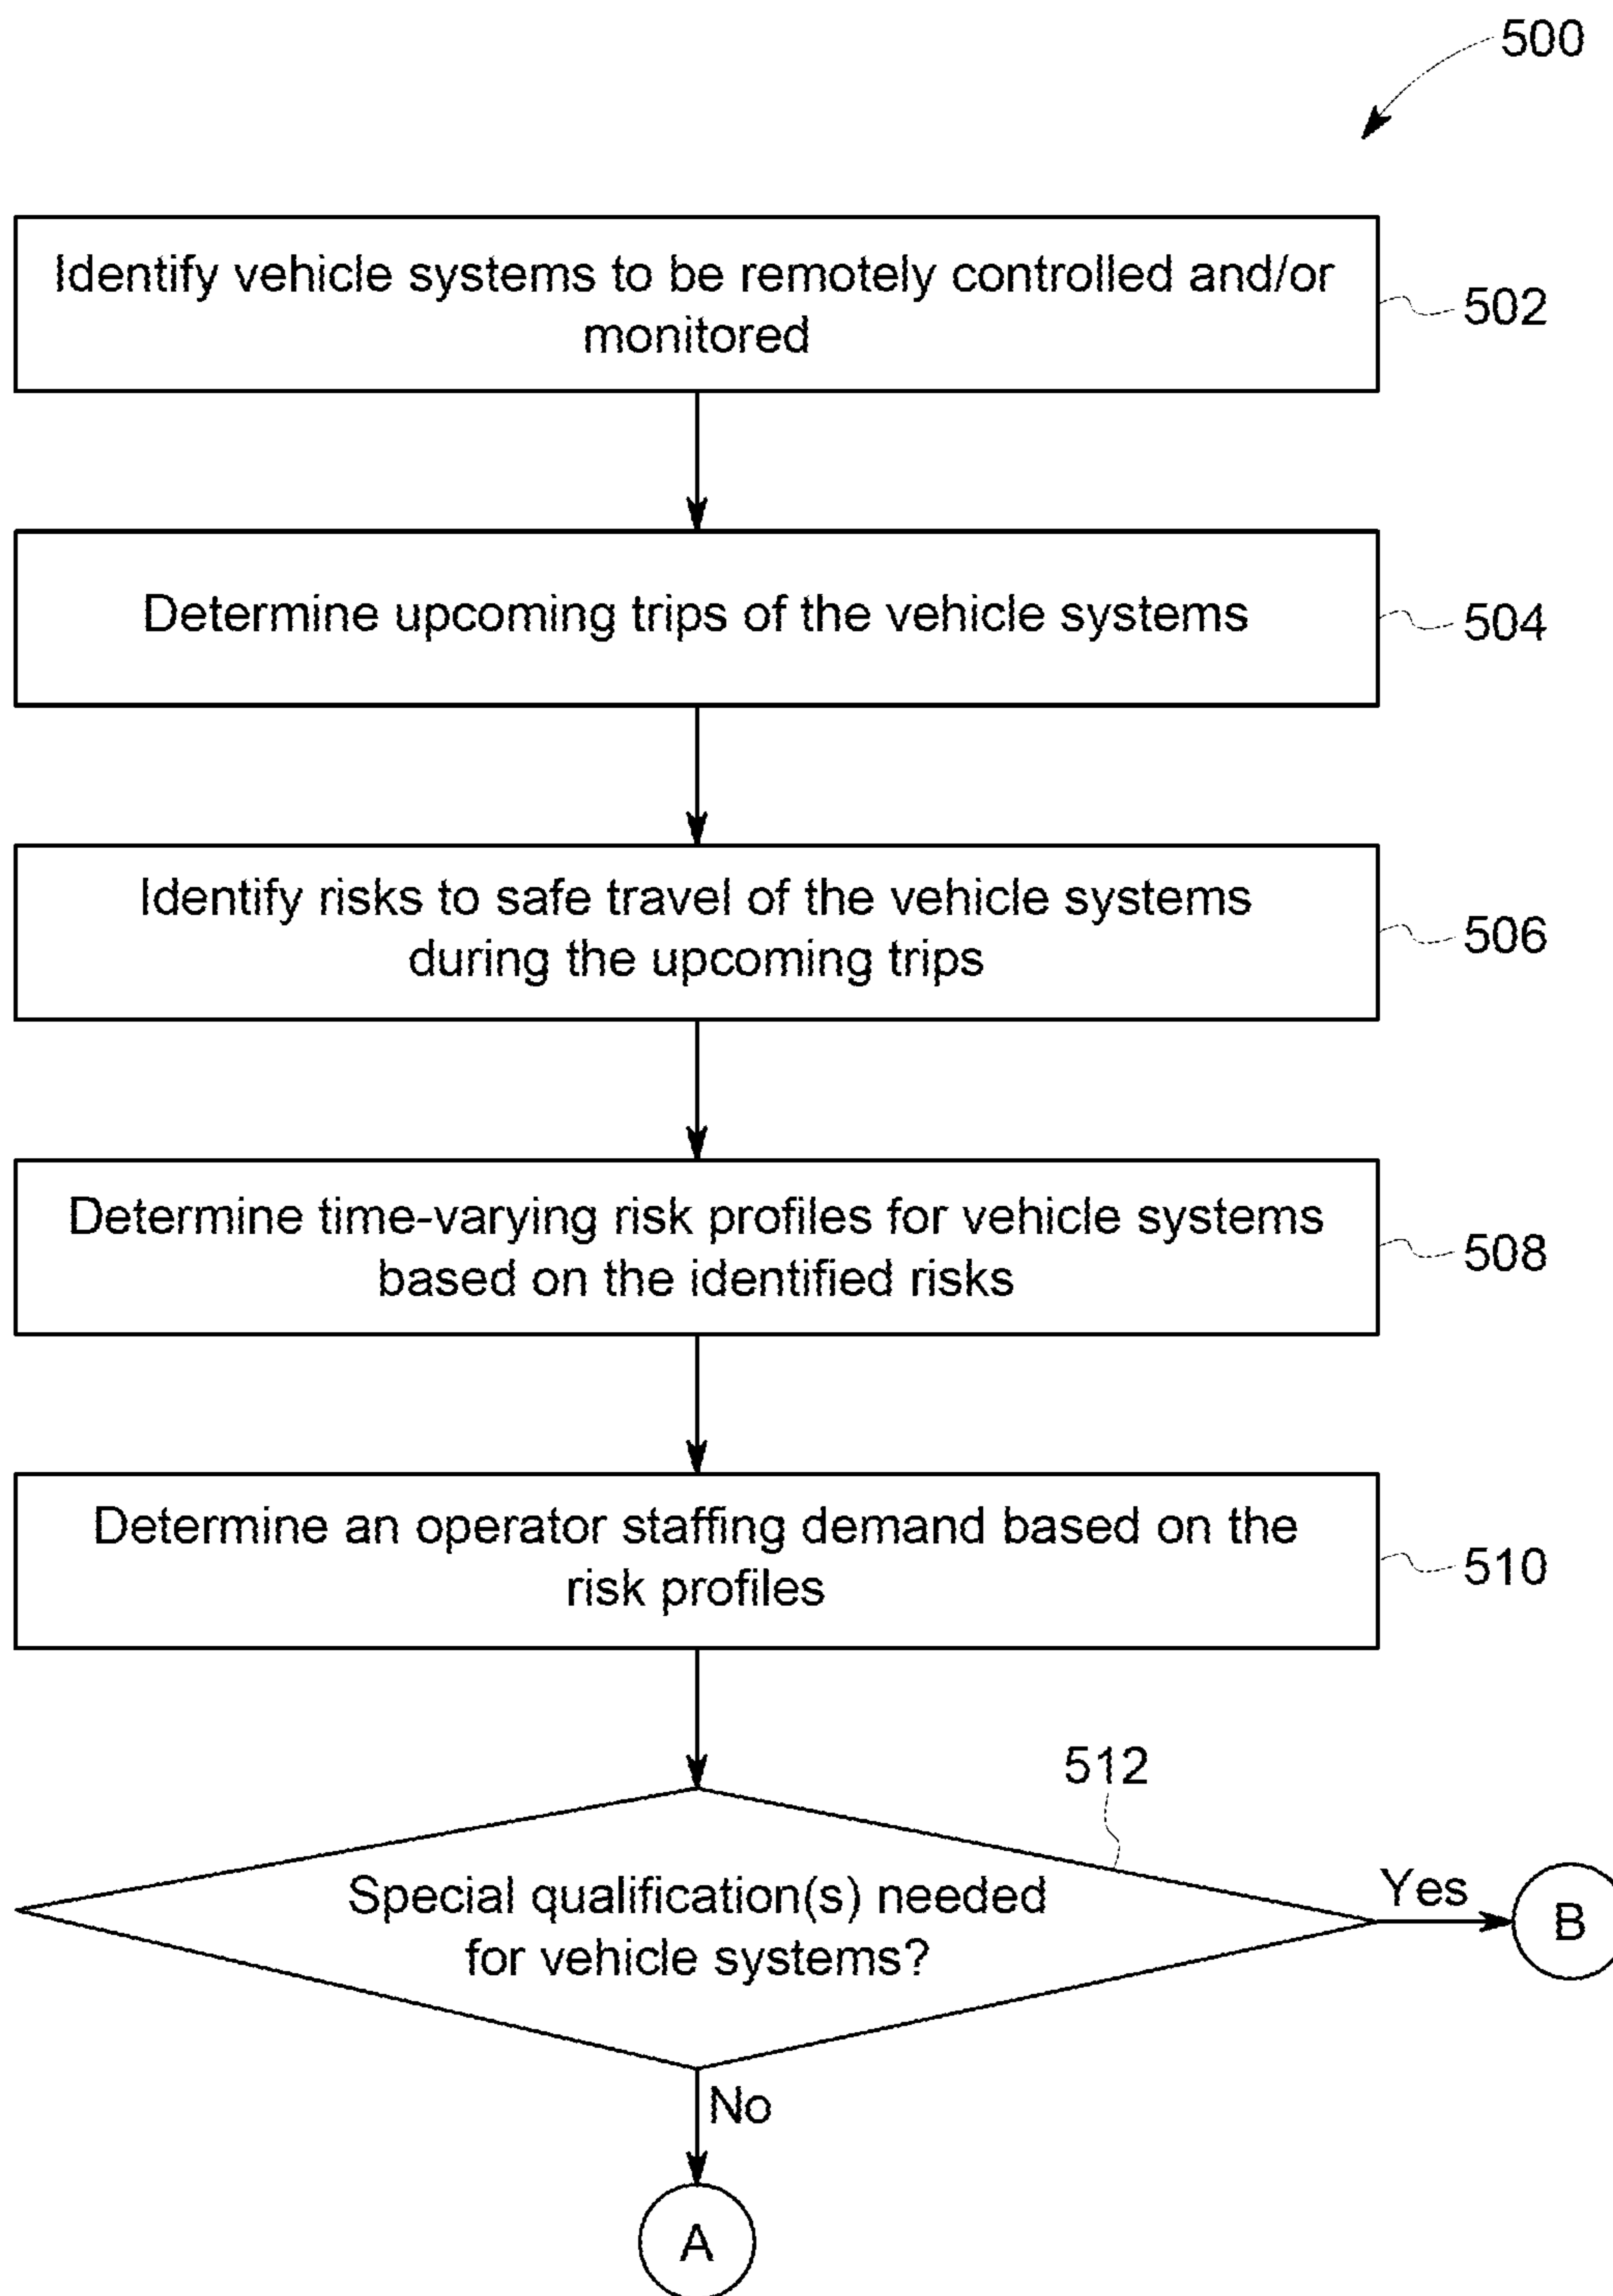 500
Identify vehicle systems to be remotely controlled and/or
monitored
502
Determine upcoming trips of the vehicle systems
504
Identify risks to safe travel of the vehicle systems
during the upcoming trips
506
Determine time-varying risk profiles for vehicle systems
based on the identified risks
508
Determine an operator staffing demand based on the
risk profiles
510
512
Special qualification(s) needed
for vehicle systems?
Yes
B
No
A